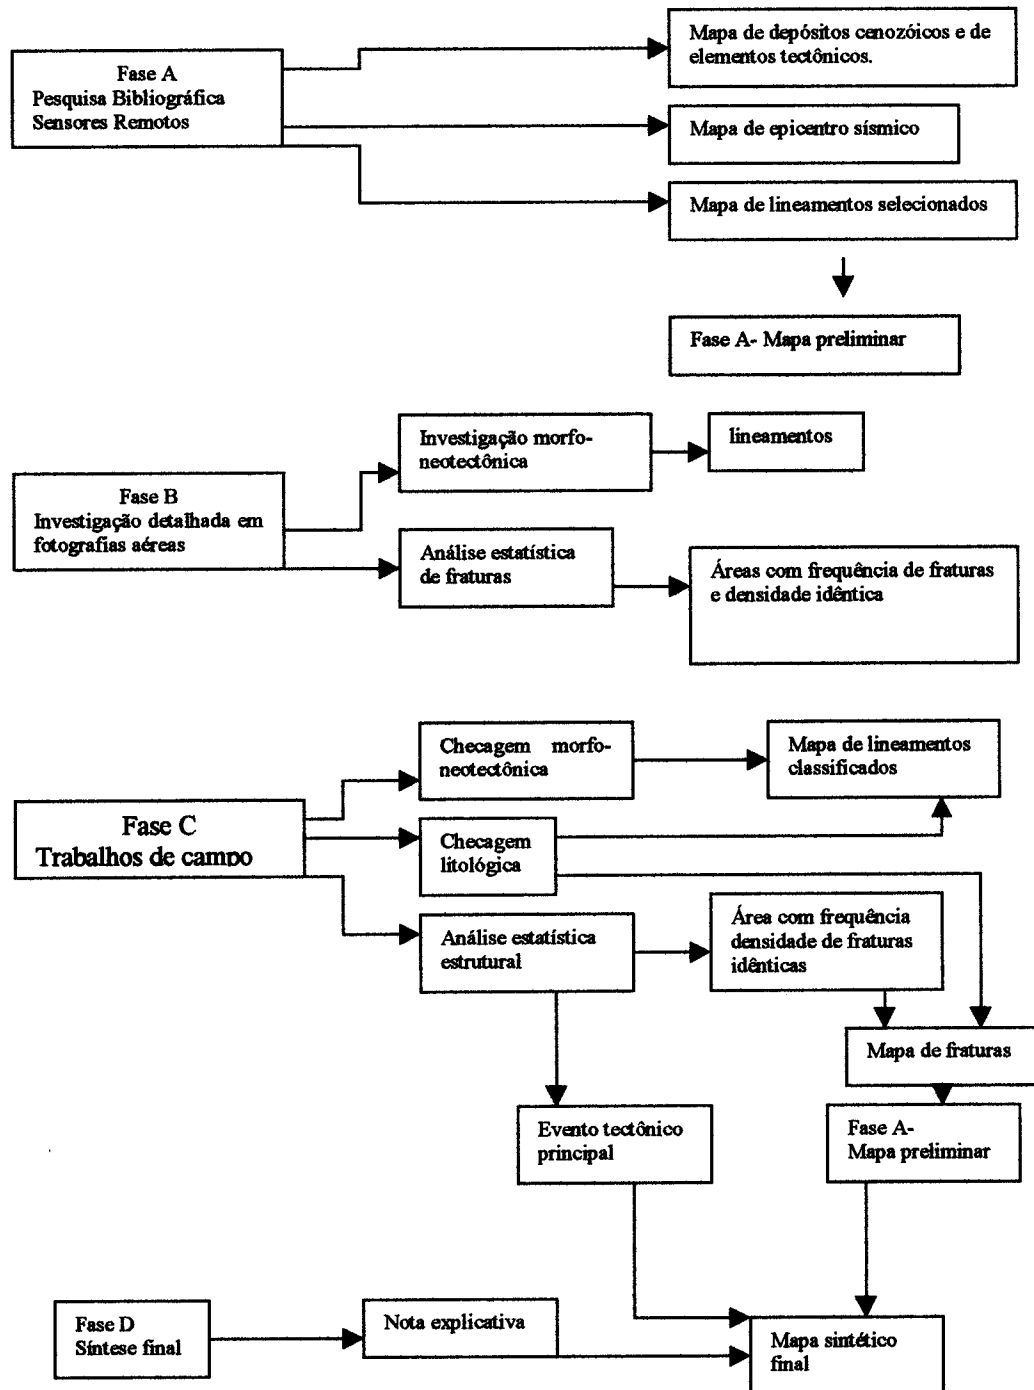 Fase A
Pesquisa Bibliográfica
Sensores Remotos
Mapa de depósitos cenozóicos e de
elementos tectônicos.
Mapa de epicentro sísmico
Mapa de lineamentos selecionados
Fase A- Mapa preliminar
Fase B
Investigação detalhada em
fotografias aéreas
Investigação morfo-
neotectônica
lineamentos
Análise estatística
de fraturas
Áreas com frequência de fraturas
e densidade idêntica
Fase C
Trabalhos de campo
Checagem morfo-
neotectônica
Mapa de lineamentos
classificados
Checagem
litológica
Análise estatística
estrutural
Área com frequência
densidade de fraturas
idênticas
Mapa de fraturas
Evento tectônico
principal
Fase A-
Mapa preliminar
Fase D
Síntese final
Nota explicativa
Mapa sintético
final